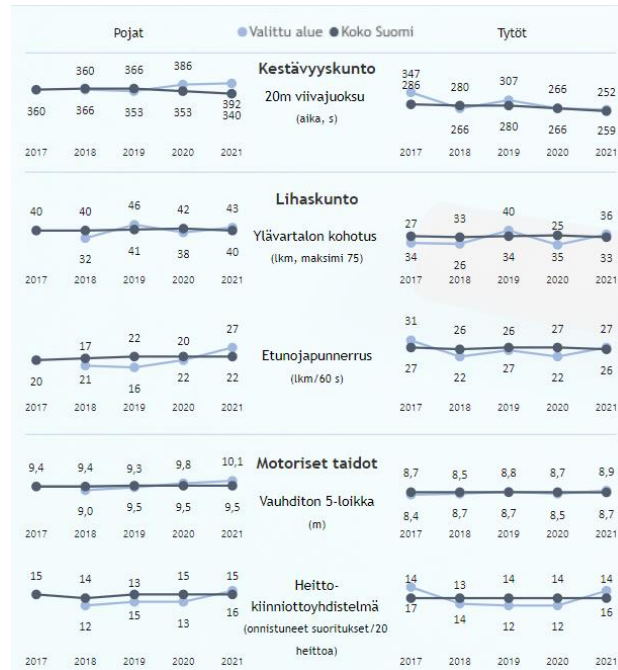 Pojat Valittu alue Koko Suomi Tytöt
Kestävyyskunto
20m viivajuoksu
(aika, s)
360 366 386
360 366 353 353 392
340
2017 2018 2019 2020 2021
347
286 280 307 266 252
266 280 266 259
2017 2018 2019 2020 2021
Lihaskunto
Ylävartalon kohotus
(lkm, maksimi 75)
40 40 46 42 43
32 41 38 40
2017 2018 2019 2020 2021
27 33 40 25 36
34 26 34 35 33
2017 2018 2019 2020 2021
Etunojapunnerrus
(lkm/60 s)
17 22 20 27
20 21 16 22 22
2017 2018 2019 2020 2021
31 26 26 27 27
27 22 27 22 26
2017 2018 2019 2020 2021
Motoriset taidot
Vauhditon 5-loikka
(m)
9,4 9,4 9,3 9,8 10,1
9,0 9,5 9,5 9,5
2017 2018 2019 2020 2021
8,7 8,5 8,8 8,7 8,9
8,4 8,7 8,7 8,5 8,7
2017 2018 2019 2020 2021
Heitto-
kiinniottoyhdistelmä
(onnistuneet suoritukset/20
heittoa)
15 14 13 15 15
12 15 13 16
2017 2018 2019 2020 2021
14 13 14 14 14
17 14 12 12 16
2017 2018 2019 2020 2021